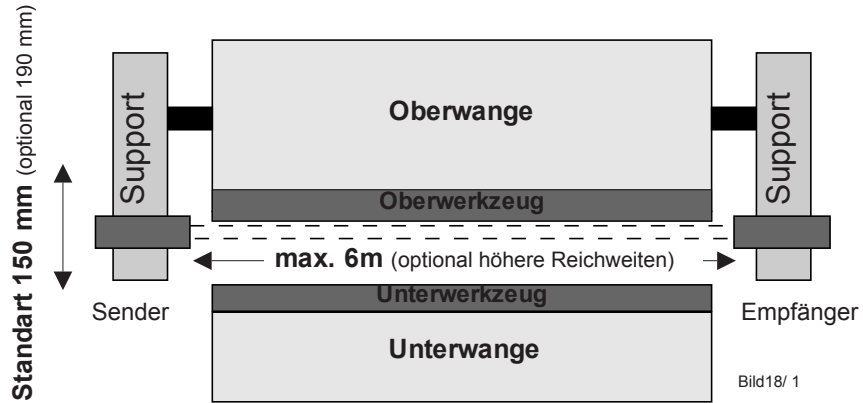 Standart 150 mm (optional 190 mm)
Support
Oberwange
Support
Oberwerkzeug
max. 6m (optional höhere Reichweiten)
Sender
Unterwerkzeug
Empfänger
Unterwange
Bild18/ 1